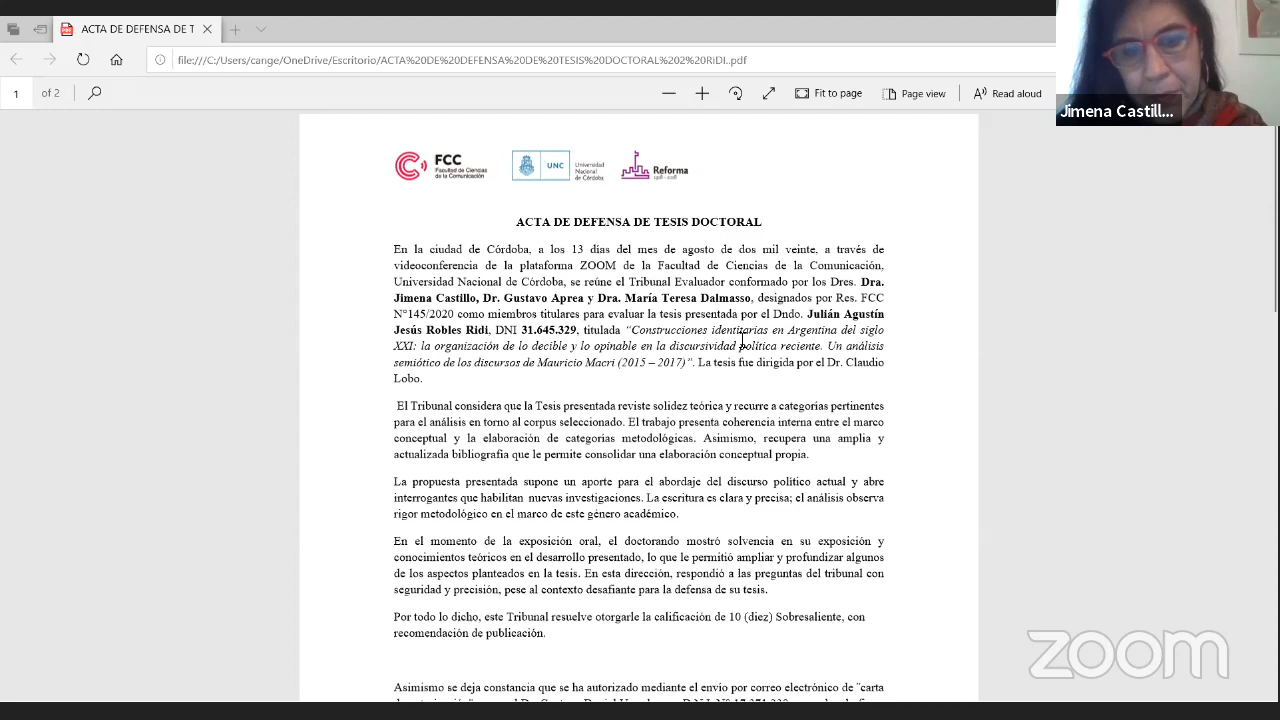 ACTA DE DEFENSA DE T
file:///C:/Users/cange/OneDrive/Escritorio/ACTA%20DE%20DEFENSA%20DE%20TESIS%20DOCTORAL%202%20RiDI..pdf
1 of 2
Fit to page
Page view
Read aloud
Jimena Castill...
FCC
Facultad de Ciencias
de la Comunicación
UNC
Universidad
Nacional
de Córdoba
Reforma
ACTA DE DEFENSA DE TESIS DOCTORAL
En la ciudad de Córdoba, a los 13 días del mes de agosto de dos mil veinte, a través de
videoconferencia de la plataforma ZOOM de la Facultad de Ciencias de la Comunicación,
Universidad Nacional de Córdoba, se reúne el Tribunal Evaluador conformado por los Dres. Dra.
Jimena Castillo, Dr. Gustavo Aprea y Dra. María Teresa Dalmasso, designados por Res. FCC
N°145/2020 como miembros titulares para evaluar la tesis presentada por el Dndo. Julián Agustín
Jesús Robles Ridi, DNI 31.645.329, titulada “Construcciones identitarias en Argentina del siglo
XXI: la organización de lo decible y lo opinable en la discursividad política reciente. Un análisis
semiótico de los discursos de Mauricio Macri (2015 – 2017)”. La tesis fue dirigida por el Dr. Claudio
Lobo.
El Tribunal considera que la Tesis presentada reviste solidez teórica y recurre a categorías pertinentes
para el análisis en torno al corpus seleccionado. El trabajo presenta coherencia interna entre el marco
conceptual y la elaboración de categorías metodológicas. Asimismo, recupera una amplia y
actualizada bibliografía que le permite consolidar una elaboración conceptual propia.
La propuesta presentada supone un aporte para el abordaje del discurso político actual y abre
interrogantes que habilitan nuevas investigaciones. La escritura es clara y precisa; el análisis observa
rigor metodológico en el marco de este género académico.
En el momento de la exposición oral, el doctorando mostró solvencia en su exposición y
conocimientos teóricos en el desarrollo presentado, lo que le permitió ampliar y profundizar algunos
de los aspectos planteados en la tesis. En esta dirección, respondió a las preguntas del tribunal con
seguridad y precisión, pese al contexto desafiante para la defensa de su tesis.
Por todo lo dicho, este Tribunal resuelve otorgarle la calificación de 10 (diez) Sobresaliente, con
recomendación de publicación.
Asimismo se deja constancia que se ha autorizado mediante el envío por correo electrónico de "carta
zoom